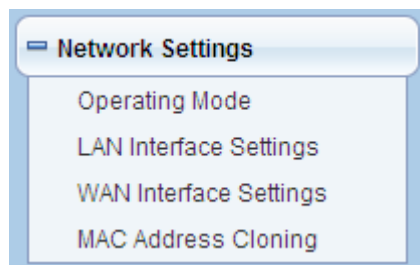 Network Settings
Operating Mode
LAN Interface Settings
WAN Interface Settings
MAC Address Cloning